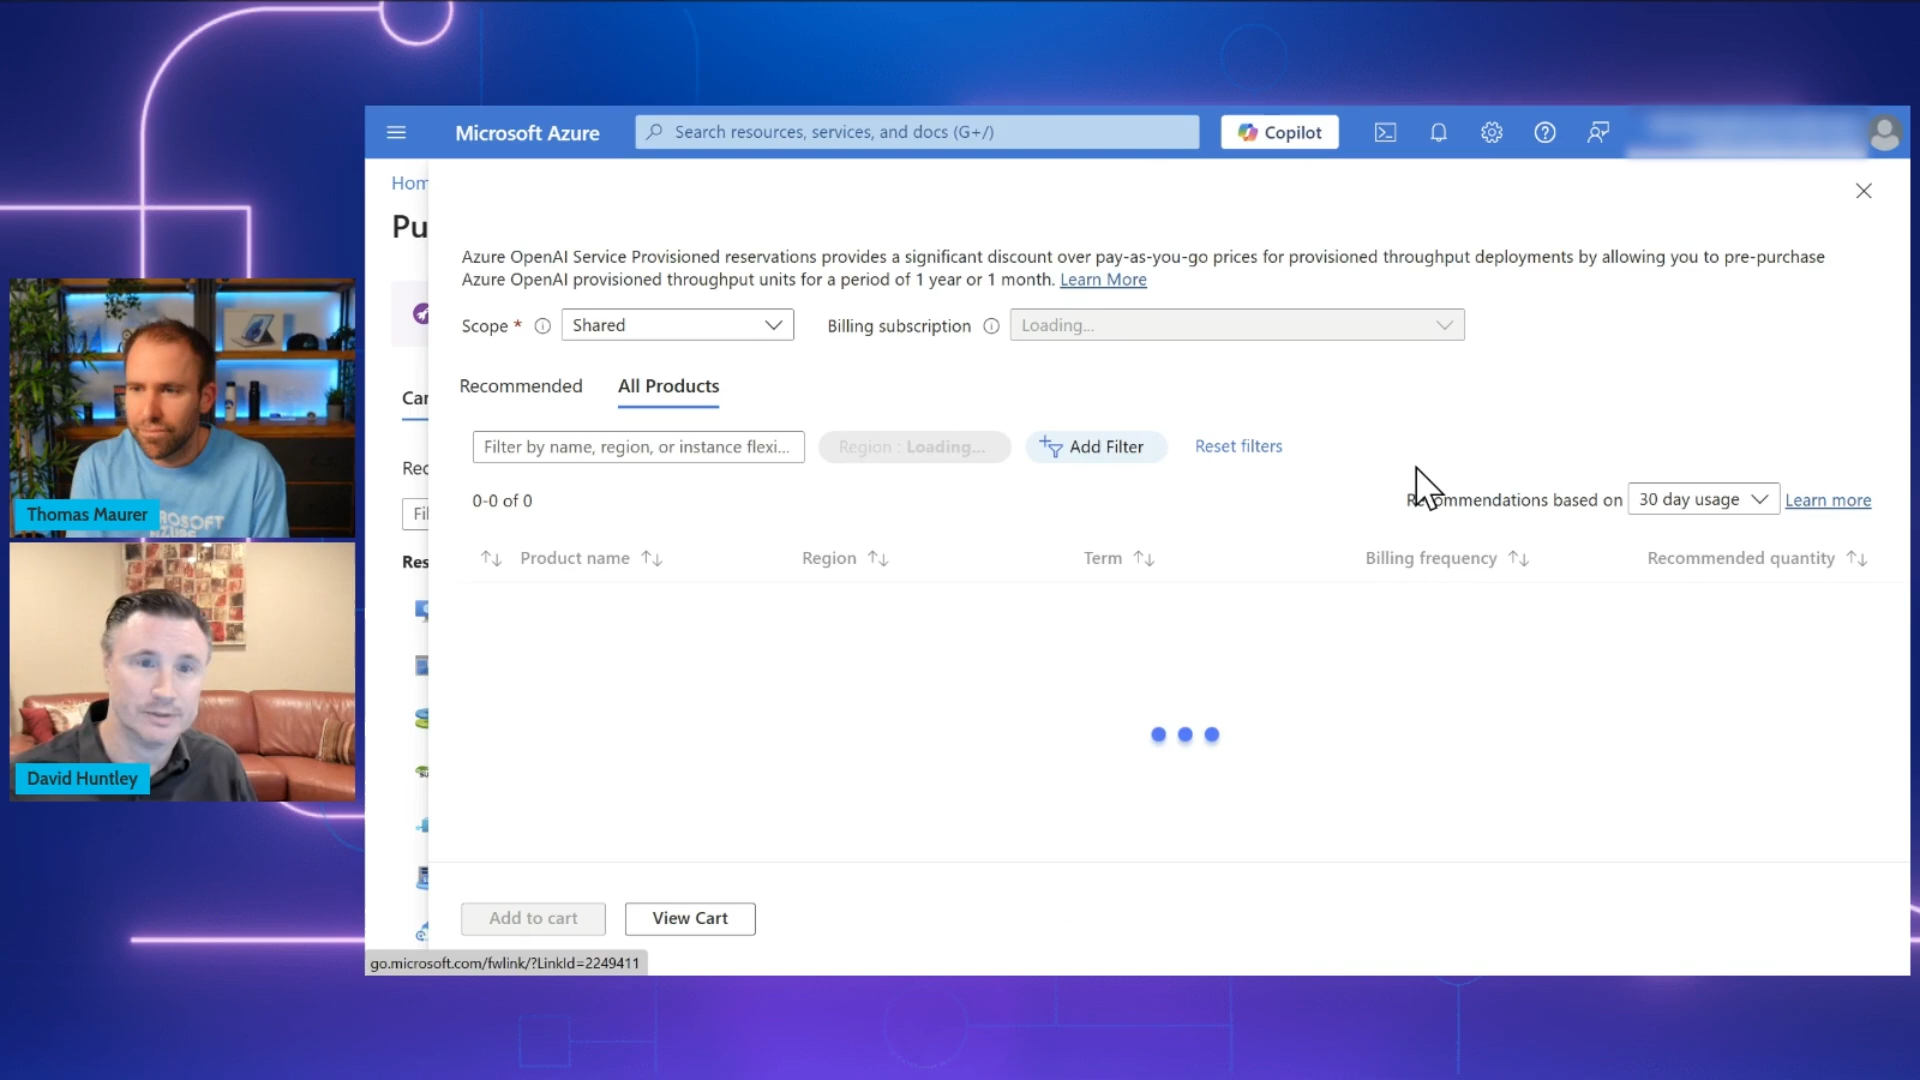 Microsoft Azure
Search resources, services, and docs (G+/)
Copilot
Hom
Pu
Azure OpenAI Service Provisioned reservations provides a significant discount over pay-as-you-go prices for provisioned throughput deployments by allowing you to pre-purchase
Azure OpenAI provisioned throughput units for a period of 1 year or 1 month. Learn More
Scope *
Shared
Billing subscription
Loading...
Recommended
All Products
Car
Filter by name, region, or instance flexi...
Region : Loading...
Add Filter
Reset filters
Rec
0-0 of 0
Recommendations based on
30 day usage
Learn more
Fil
Res
Product name
Region
Term
Billing frequency
Recommended quantity
Add to cart
View Cart
go.microsoft.com/fwlink/?LinkId=2249411
ROSOFT
AZURE
Thomas Maurer
David Huntley